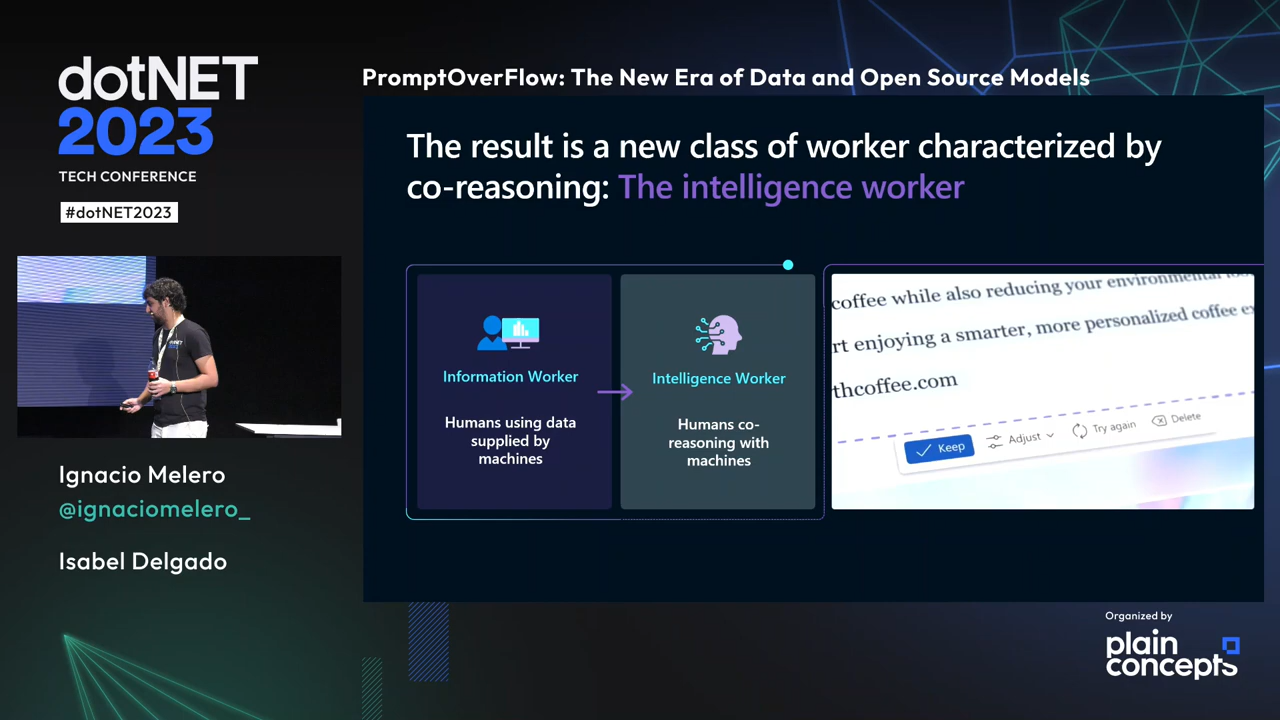 dotNET
2023
TECH CONFERENCE
#dotNET2023
Ignacio Melero
@ignaciomelero_
Isabel Delgado
PromptOverFlow: The New Era of Data and Open Source Models
The result is a new class of worker characterized by
co-reasoning: The intelligence worker
Information Worker
Humans using data
supplied by
machines
Intelligence Worker
Humans co-
reasoning with
machines
coffee while also reducing your environmental
rt enjoying a smarter, more personalized coffee
thcoffee.com
Keep
Adjust
Try again
Delete
Organized by
plain
concepts